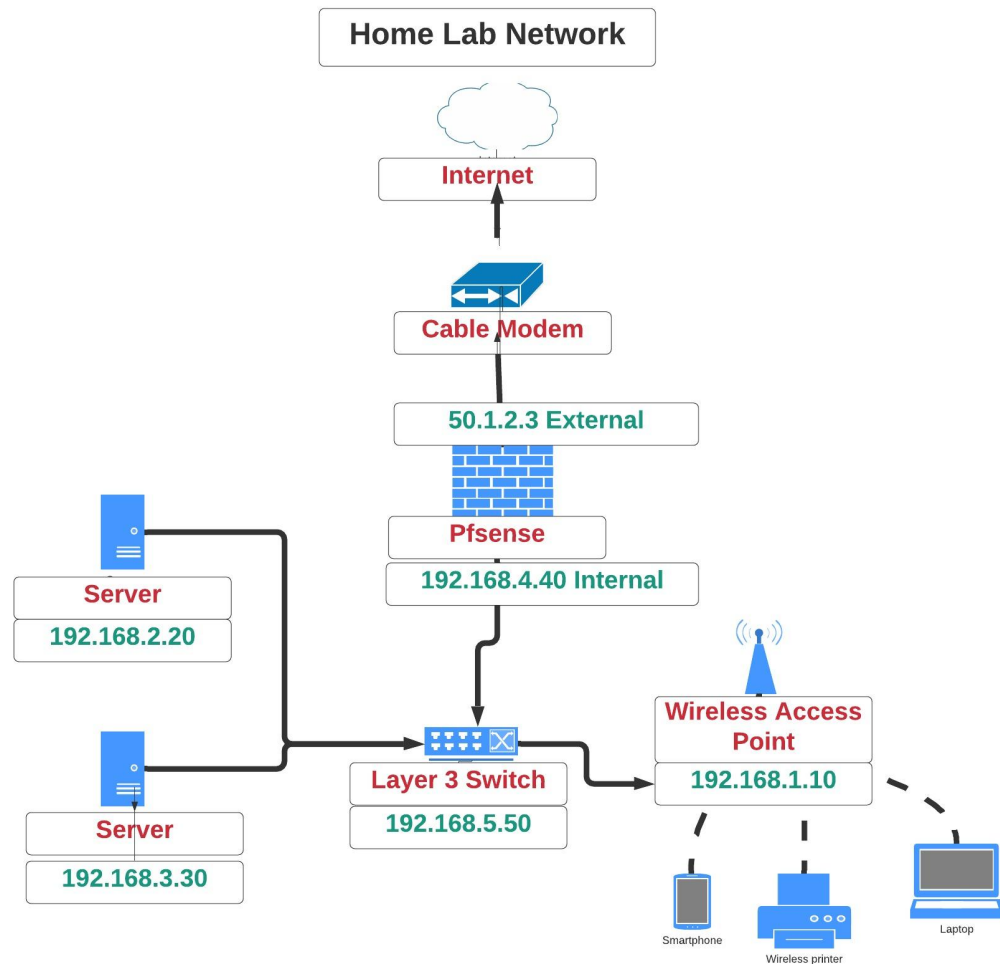 Home Lab Network
Internet
Cable Modem
50.1.2.3 External
Pfsense
192.168.4.40 Internal
Server
192.168.2.20
Server
192.168.3.30
Layer 3 Switch
192.168.5.50
Wireless Access
Point
192.168.1.10
Smartphone
Wireless printer
Laptop